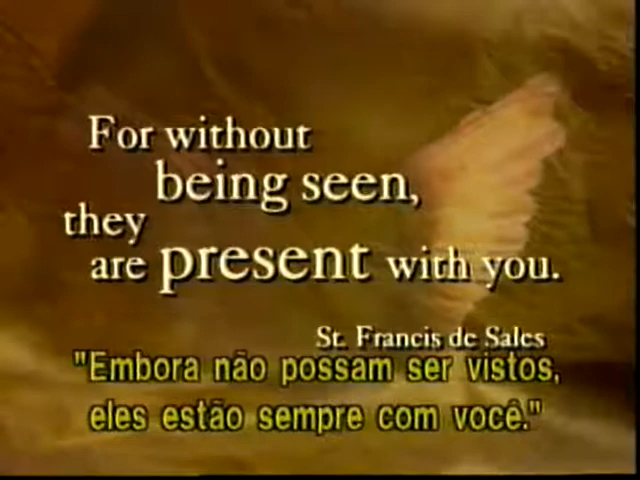 For without
being seen,
they
are present with you.
St. Francis de Sales
"Embora não possam ser vistos,
eles estão sempre com você."